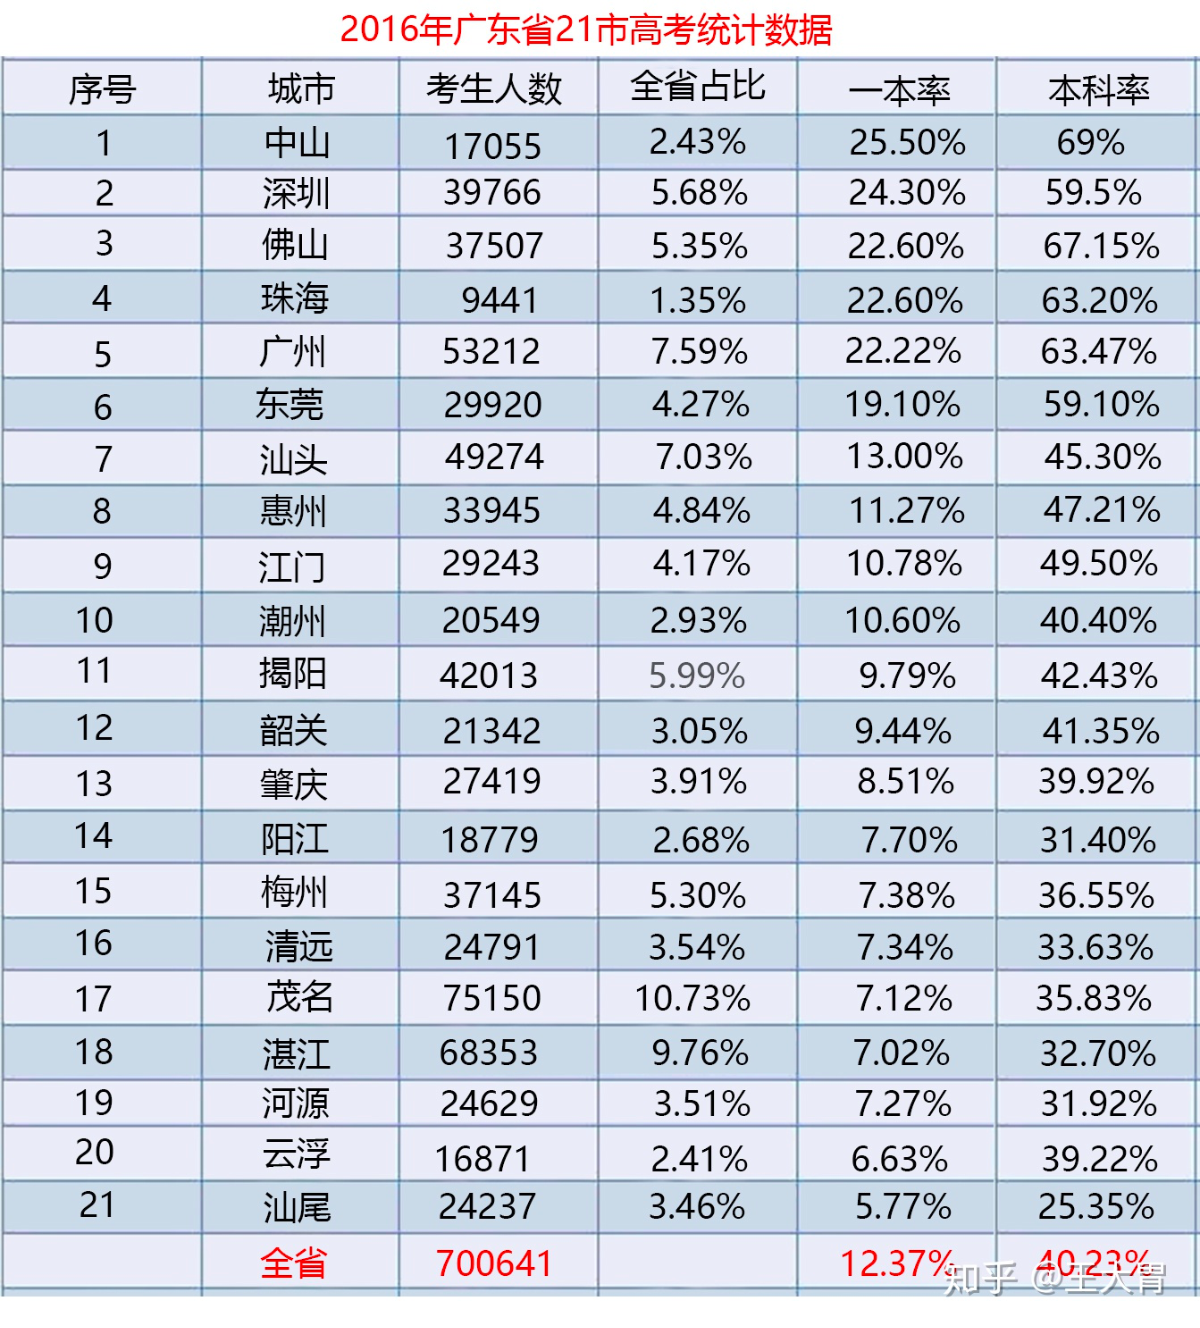 2016年广东省21市高考统计数据
序号 城市 考生人数 全省占比 一本率 本科率
1 中山 17055 2.43% 25.50% 69%
2 深圳 39766 5.68% 24.30% 59.5%
3 佛山 37507 5.35% 22.60% 67.15%
4 珠海 9441 1.35% 22.60% 63.20%
5 广州 53212 7.59% 22.22% 63.47%
6 东莞 29920 4.27% 19.10% 59.10%
7 汕头 49274 7.03% 13.00% 45.30%
8 惠州 33945 4.84% 11.27% 47.21%
9 江门 29243 4.17% 10.78% 49.50%
10 潮州 20549 2.93% 10.60% 40.40%
11 揭阳 42013 5.99% 9.79% 42.43%
12 韶关 21342 3.05% 9.44% 41.35%
13 肇庆 27419 3.91% 8.51% 39.92%
14 阳江 18779 2.68% 7.70% 31.40%
15 梅州 37145 5.30% 7.38% 36.55%
16 清远 24791 3.54% 7.34% 33.63%
17 茂名 75150 10.73% 7.12% 35.83%
18 湛江 68353 9.76% 7.02% 32.70%
19 河源 24629 3.51% 7.27% 31.92%
20 云浮 16871 2.41% 6.63% 39.22%
21 汕尾 24237 3.46% 5.77% 25.35%
全省 700641 12.37% 40.23%
知乎 @王大胃